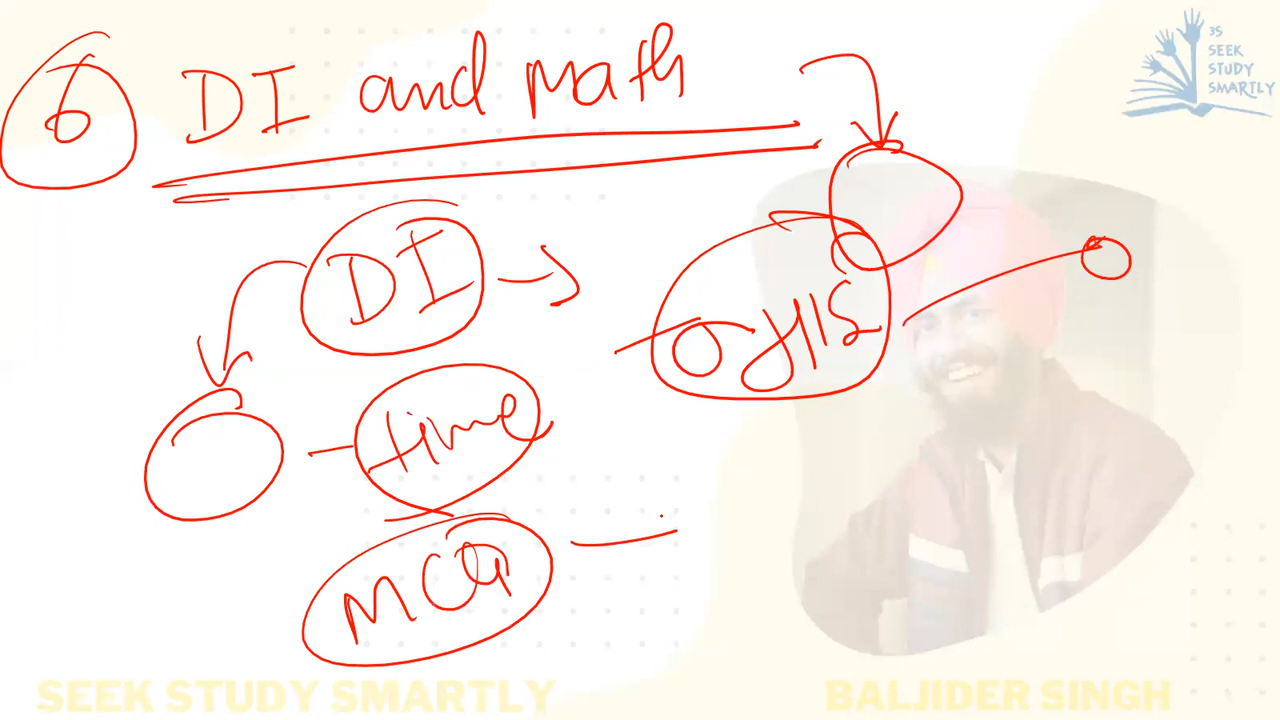 6 DI and math
3S
SEEK
STUDY
SMARTLY
DI
time
MCQ
SEEK STUDY SMARTLY
BALJIDER SINGH